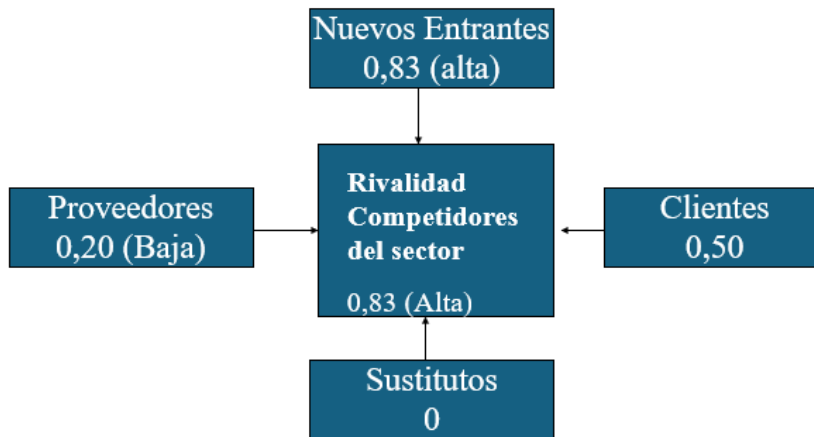 Nuevos Entrantes
0,83 (alta)
Proveedores
0,20 (Baja)
Rivalidad
Competidores
del sector
0,83 (Alta)
Clientes
0,50
Sustitutos
0